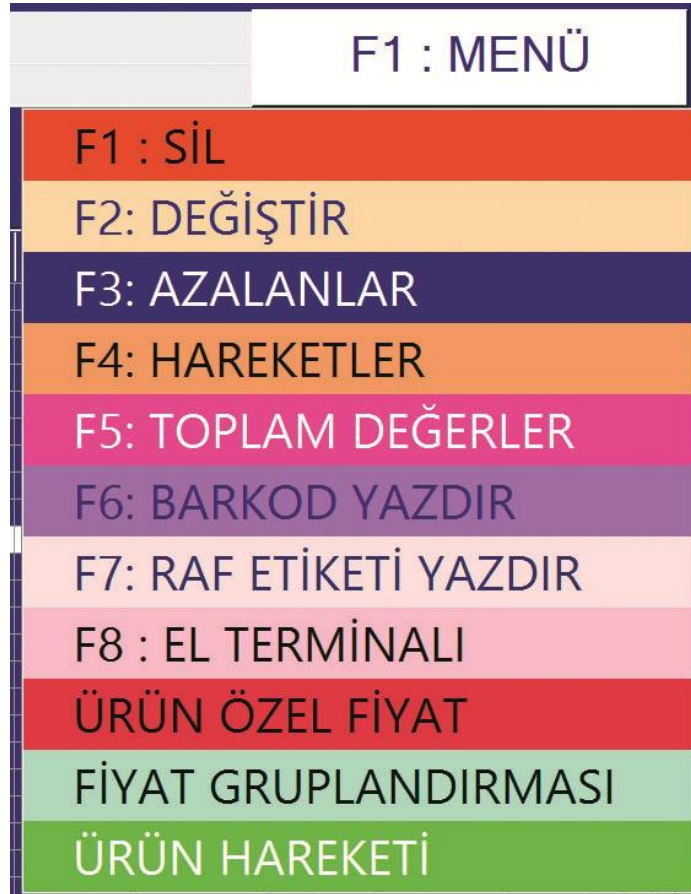 F1 : MENÜ
F1 : SİL
F2: DEĞİŞTİR
F3: AZALANLAR
F4: HAREKETLER
F5: TOPLAM DEĞERLER
F6: BARKOD YAZDIR
F7: RAF ETİKETİ YAZDIR
F8 : EL TERMİNALI
ÜRÜN ÖZEL FİYAT
FİYAT GRUPLANDIRMASI
ÜRÜN HAREKETİ